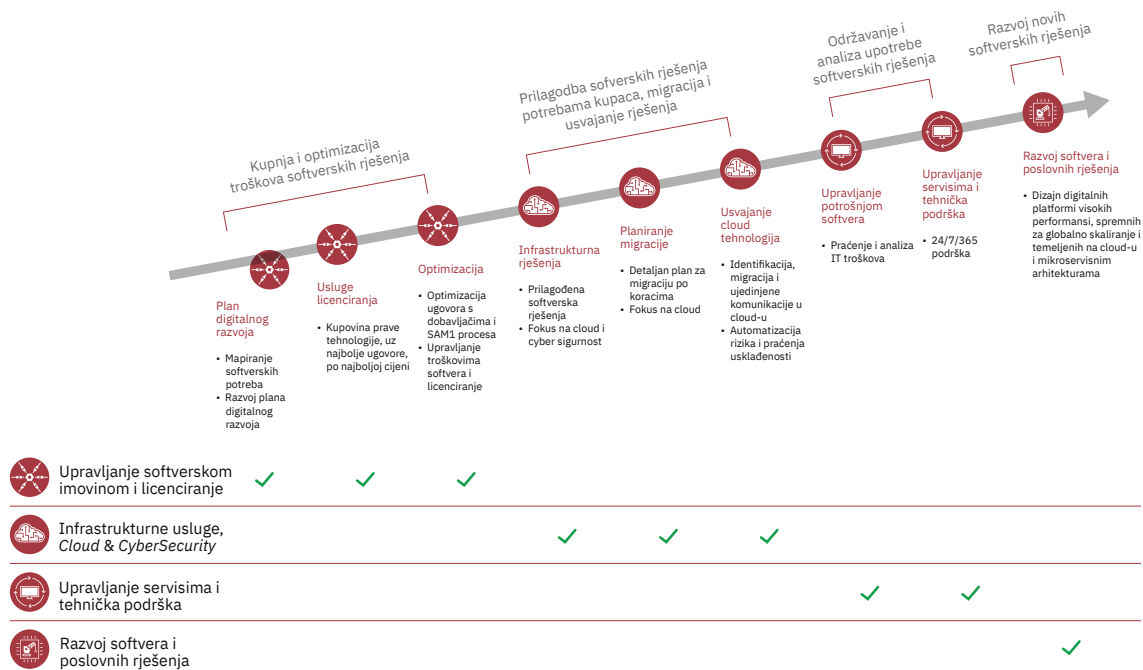 Kupnja i optimizacija
troškova softverskih rješenja
Prilagodba sofverskih rješenja
potrebama kupaca, migracija i
usvajanje rješenja
Održavanje i
analiza upotrebe
softverskih rješenja
Razvoj novih
softverskih rješenja
Plan
digitalnog
razvoja
• Mapiranje
softverskih
potreba
• Razvoj plana
digitalnog
razvoja
Usluge
licenciranja
• Kupovina prave
tehnologije, uz
najbolje ugovore,
po najboljoj cijeni
Optimizacija
• Optimizacija
ugovora s
dobavljačima i
SAM1 procesa
• Upravljanje
troškovima
softvera i
licenciranje
Infrastrukturna
rješenja
• Prilagođena
softverska
rješenja
• Fokus na cloud i
cyber sigurnost
Planiranje
migracije
• Detaljan plan za
migraciju po
koracima
• Fokus na cloud
Usvajanje
cloud
tehnologija
• Identifikacija,
migracija i
ujedinjene
komunikacije u
cloud-u
• Automatizacija
rizika i praćenja
usklađenosti
Upravljanje
potrošnjom
softvera
• Praćenje i analiza
IT troškova
Upravljanje
servisima i
tehnička
podrška
• 24/7/365
podrška
Razvoj softvera i
poslovnih rješenja
• Dizajn digitalnih
platformi visokih
performansi, spremnih
za globalno skaliranje i
temeljenih na cloud-u
i mikroservisnim
arhitekturama
Upravljanje softverskom
imovinom i licenciranje
Infrastrukturne usluge,
Cloud & CyberSecurity
Upravljanje servisima i
tehnička podrška
Razvoj softvera i
poslovnih rješenja